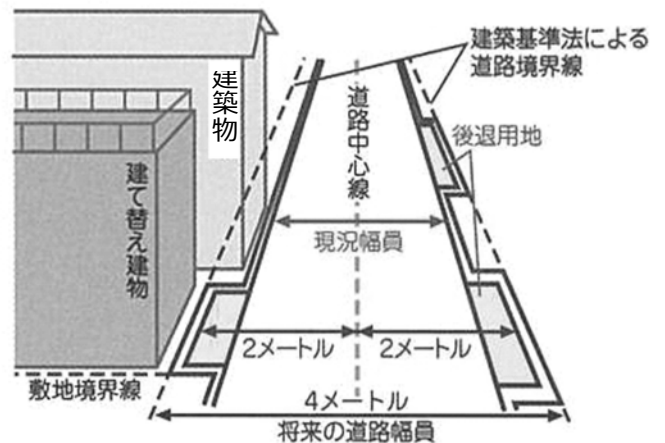 建築基準法による
道路境界線
建築物
道路中心線
後退用地
建て替え建物
現況幅員
2メートル
2メートル
敷地境界線
4メートル
将来の道路幅員